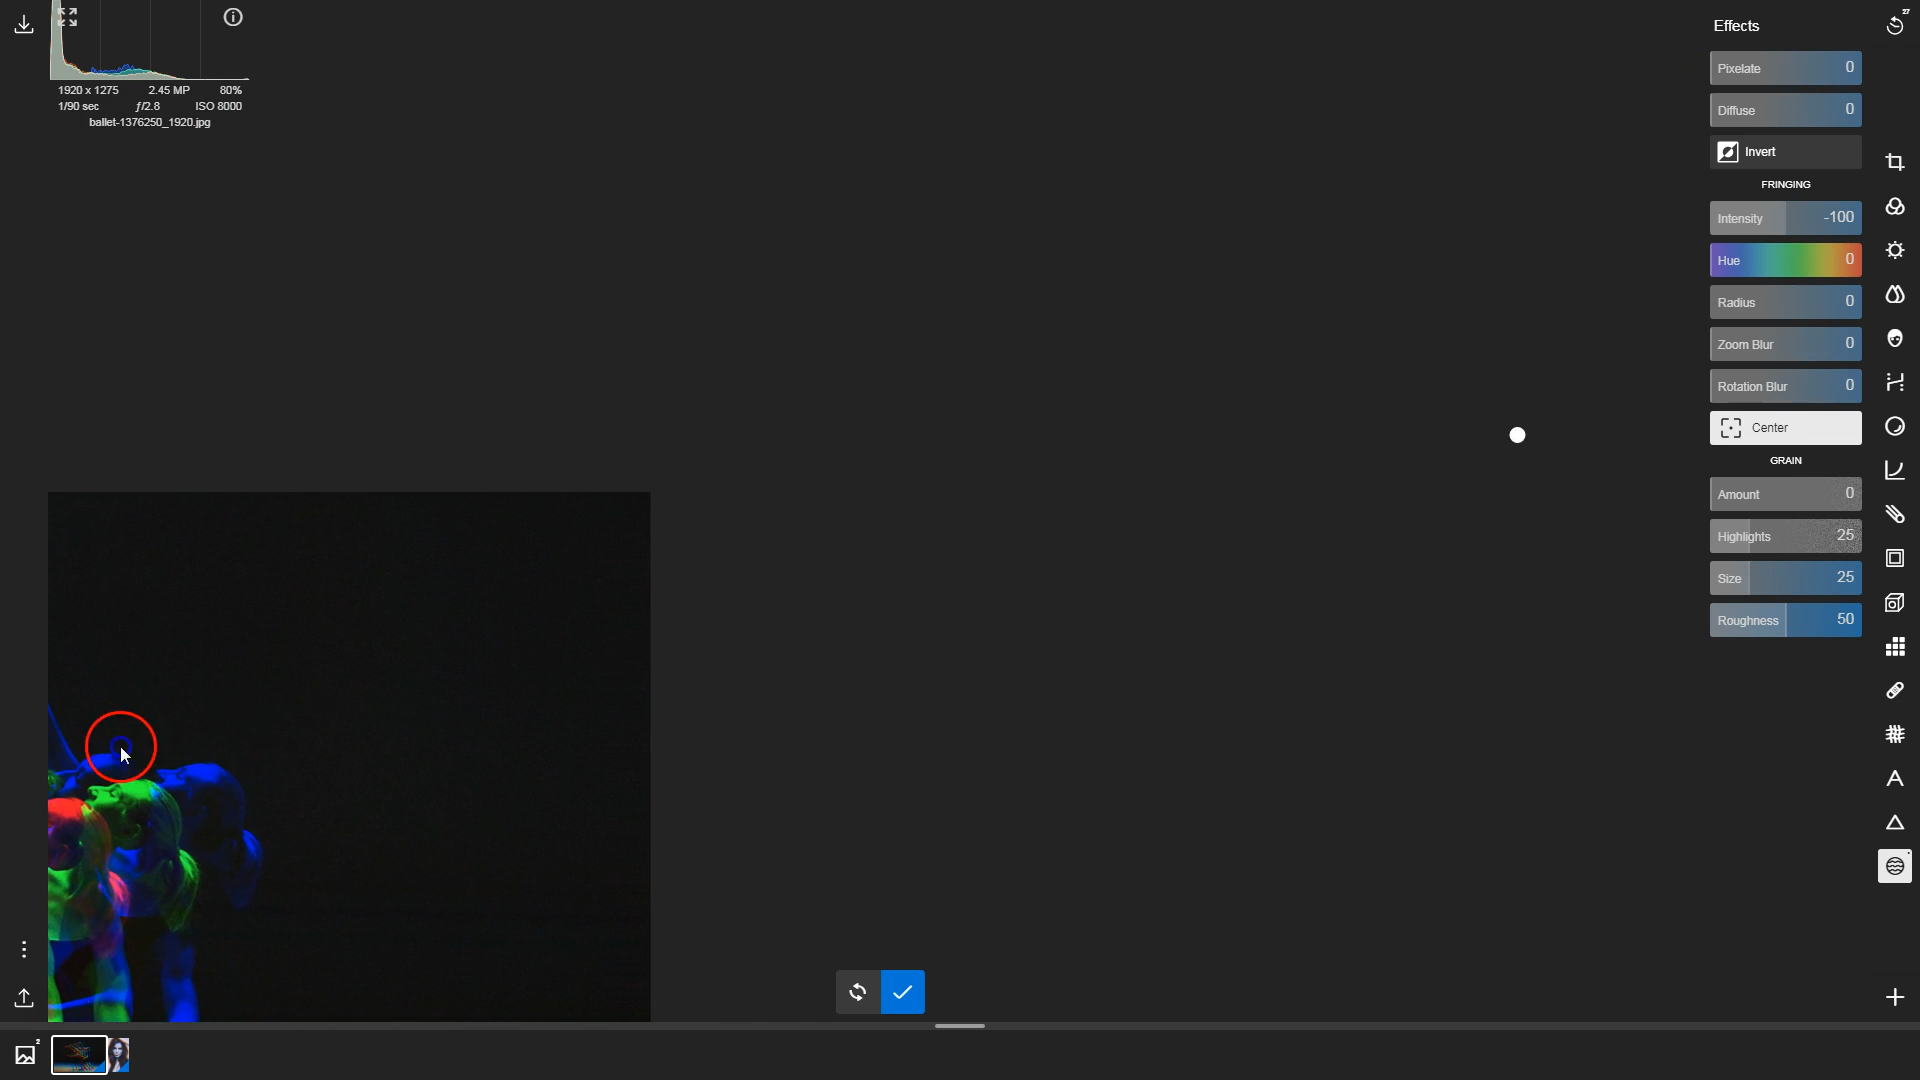 Effects
27
1920 x 1275 2.45 MP 80%
1/90 sec ƒ/2.8 ISO 8000
ballet-1376250_1920.jpg
Pixelate 0
Diffuse 0
Invert
FRINGING
Intensity -100
Hue 0
Radius 0
Zoom Blur 0
Rotation Blur 0
Center
GRAIN
Amount 0
Highlights 25
Size 25
Roughness 50
2